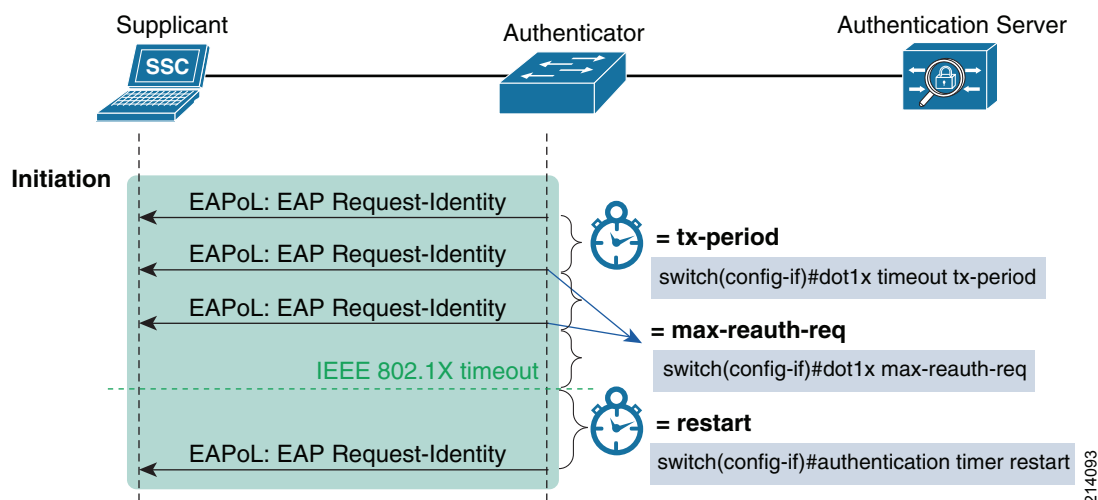 Supplicant
Authenticator
Authentication Server
SSC
Initiation
EAPoL: EAP Request-Identity
= tx-period
EAPoL: EAP Request-Identity
switch(config-if)#dot1x timeout tx-period
EAPoL: EAP Request-Identity
= max-reauth-req
IEEE 802.1X timeout
switch(config-if)#dot1x max-reauth-req
= restart
EAPoL: EAP Request-Identity
switch(config-if)#authentication timer restart
214093